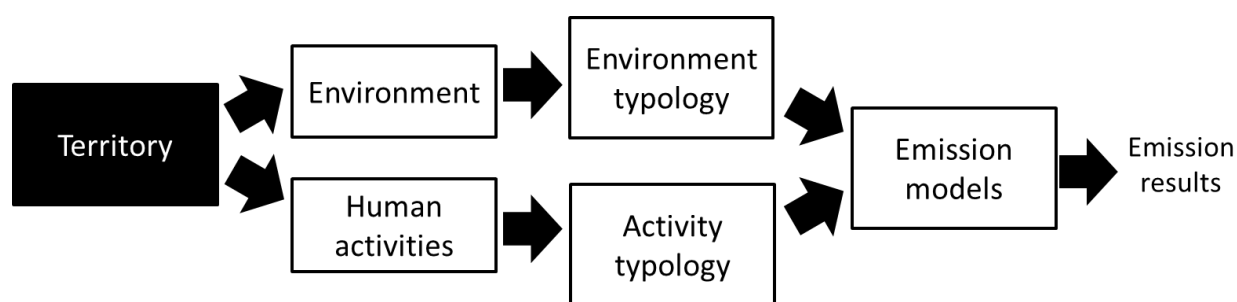 Territory
Environment
Human
activities
Environment
typology
Activity
typology
Emission
models
Emission
results